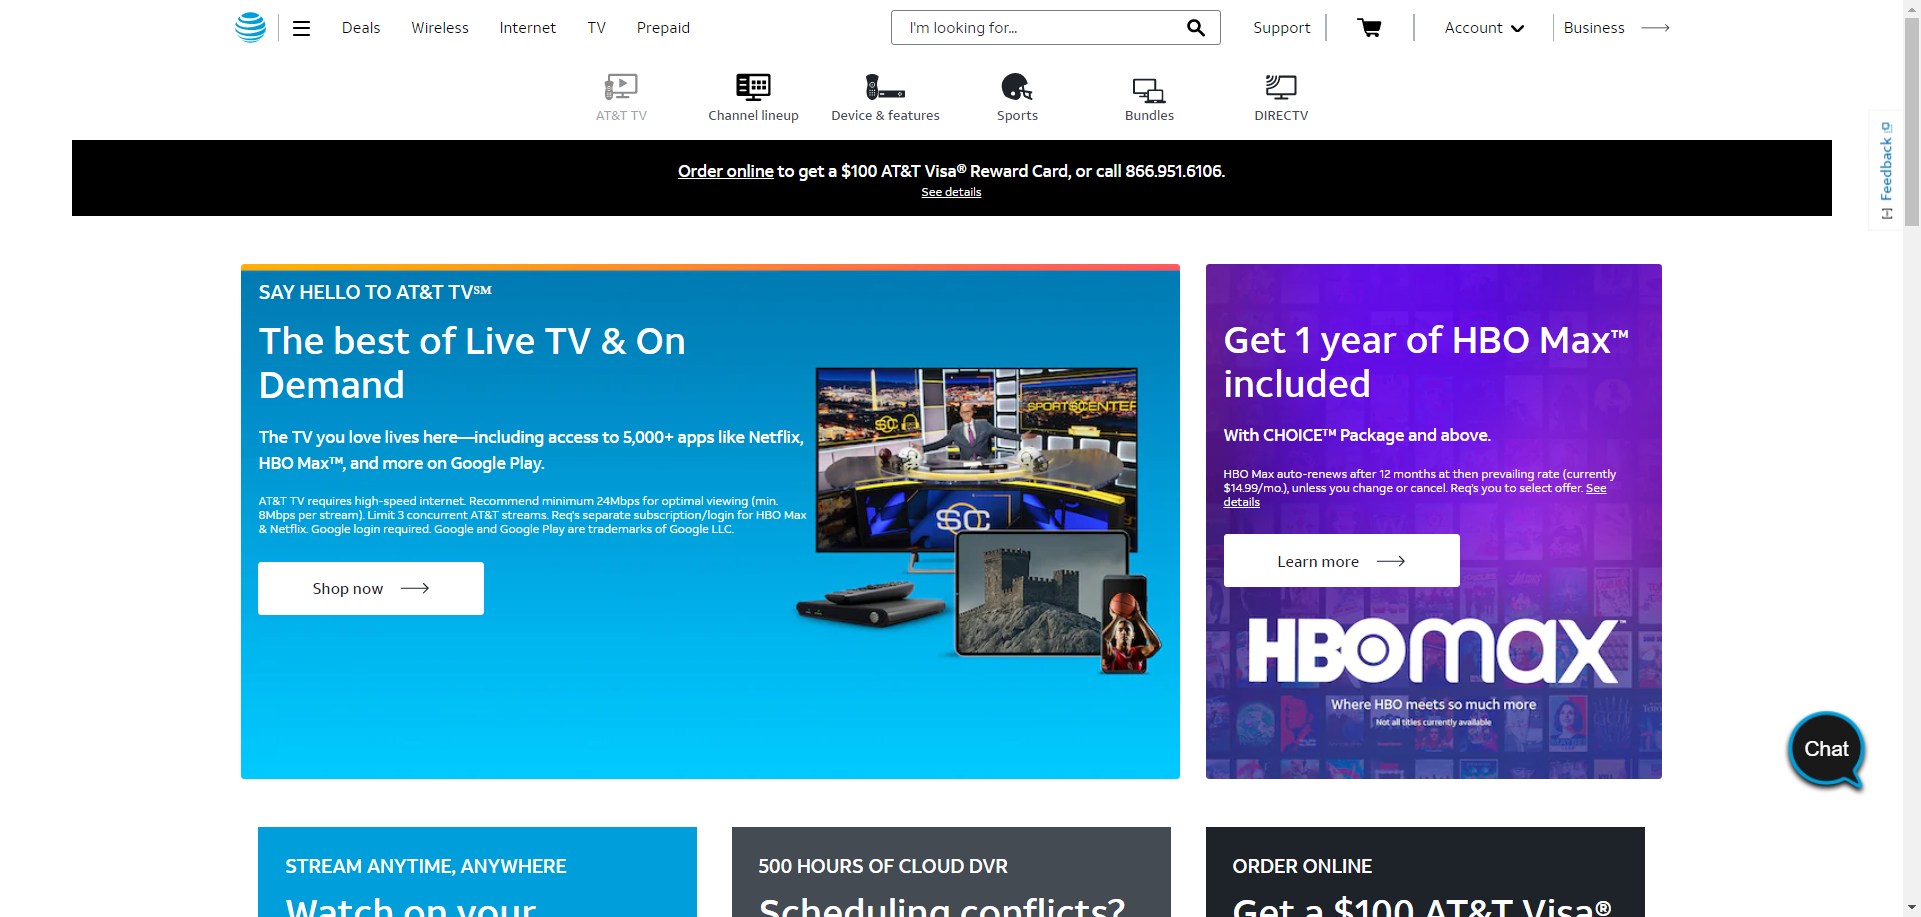 Deals Wireless Internet TV Prepaid I'm looking for... Support Account Business
AT&T TV Channel lineup Device & features Sports Bundles DIRECTV
Feedback
[-]
Order online to get a $100 AT&T Visa® Reward Card, or call 866.951.6106.
See details
SAY HELLO TO AT&T TV℠
The best of Live TV & On
Demand
The TV you love lives here—including access to 5,000+ apps like Netflix,
HBO Max™, and more on Google Play.
AT&T TV requires high-speed internet. Recommend minimum 24Mbps for optimal viewing (min.
8Mbps per stream). Limit 3 concurrent AT&T streams. Req's separate subscription/login for HBO Max
& Netflix. Google login required. Google and Google Play are trademarks of Google LLC.
Shop now
SC
SPORTSCENTER
SC
Get 1 year of HBO Max™
included
With CHOICE™ Package and above.
HBO Max auto-renews after 12 months at then prevailing rate (currently
$14.99/mo.), unless you change or cancel. Req's you to select offer. See
details
Learn more
HBOmax™
Where HBO meets so much more
Not all titles currently available
Chat
STREAM ANYTIME, ANYWHERE
Watch on your
500 HOURS OF CLOUD DVR
Scheduling conflicts?
ORDER ONLINE
Get a $100 AT&T Visa®